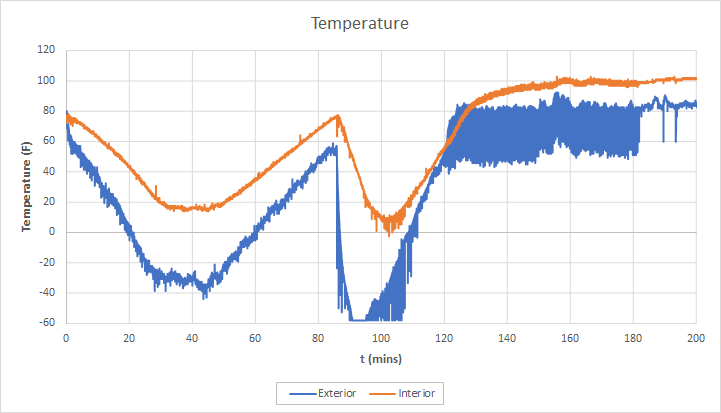 Temperature
120
100
80
60
40
20
0
-20
-40
-60
Temperature (F)
0 20 40 60 80 100 120 140 160 180 200
t (mins)
Exterior Interior